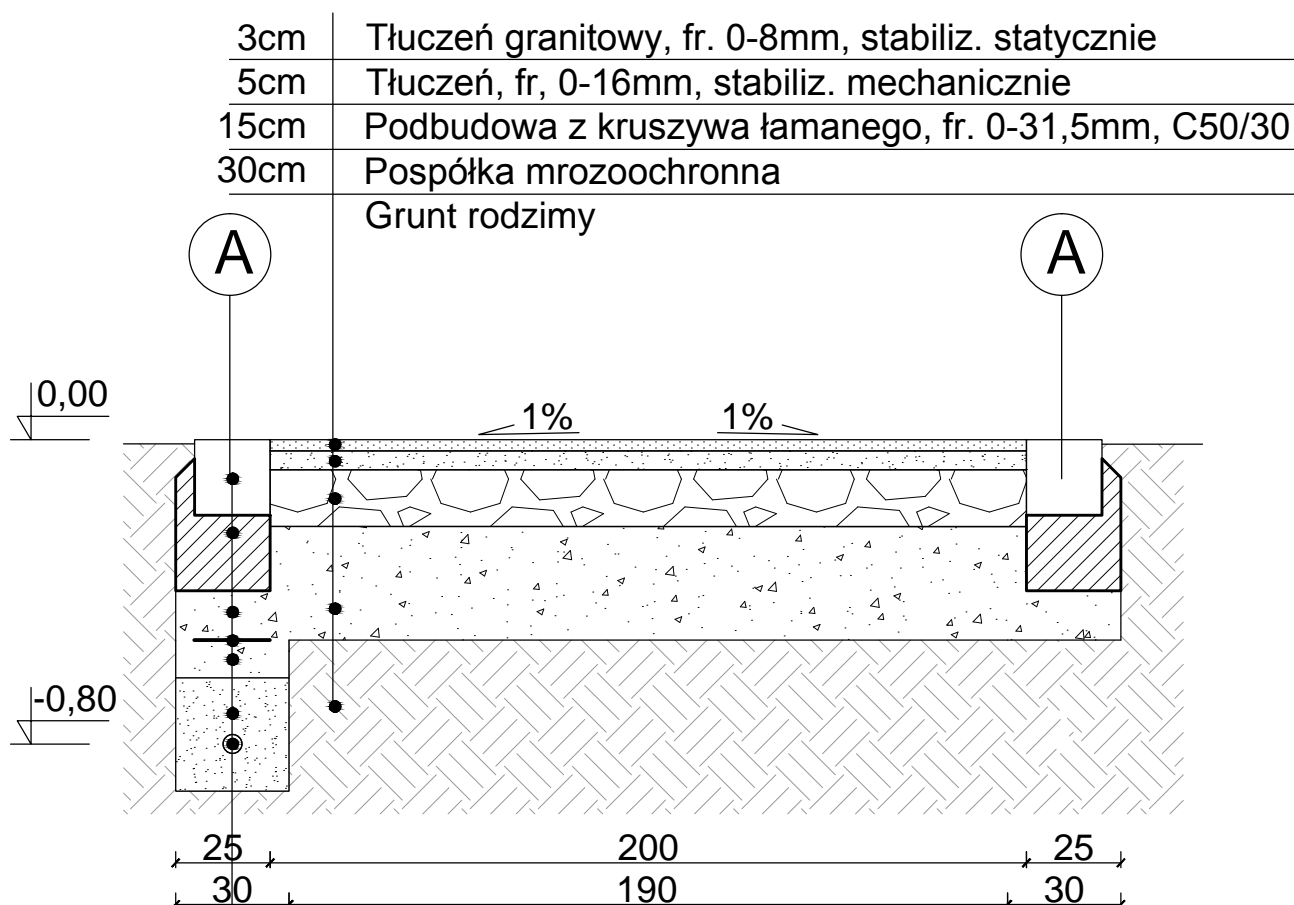 3cm Tłuczeń granitowy, fr. 0-8mm, stabiliz. statycznie
5cm Tłuczeń, fr, 0-16mm, stabiliz. mechanicznie
15cm Podbudowa z kruszywa łamanego, fr. 0-31,5mm, C50/30
30cm Pospółka mrozoochronna
Grunt rodzimy
A A
0,00
1% 1%
-0,80
25 200 25
30 190 30